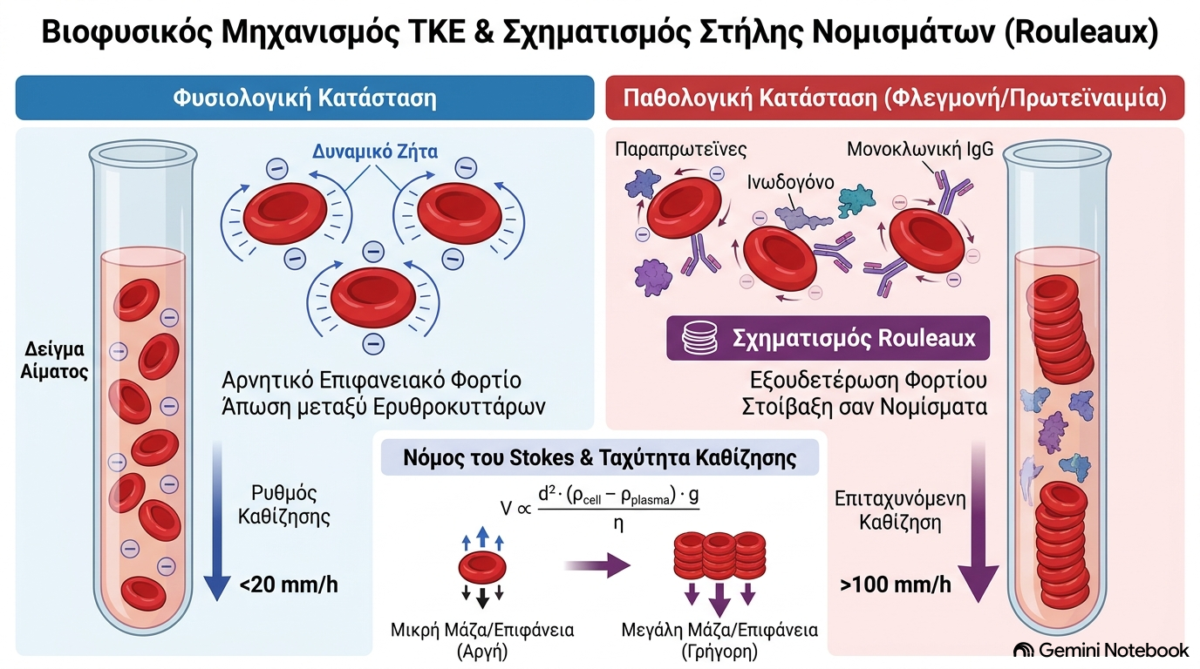 Βιοφυσικός Μηχανισμός ΤΚΕ & Σχηματισμός Στήλης Νομισμάτων (Rouleaux)
Φυσιολογική Κατάσταση
Δυναμικό Ζήτα
Δείγμα
Αίματος
Αρνητικό Επιφανειακό Φορτίο
Άπωση μεταξύ Ερυθροκυττάρων
Ρυθμός
Καθίζησης
<20 mm/h
Παθολογική Κατάσταση (Φλεγμονή/Πρωτεϊναιμία)
Παραπρωτεΐνες
Μονοκλωνική IgG
Ινωδογόνο
Σχηματισμός Rouleaux
Εξουδετέρωση Φορτίου
Στοίβαξη σαν Νομίσματα
Επιταχυνόμενη
Καθίζηση
>100 mm/h
Νόμος του Stokes & Ταχύτητα Καθίζησης
V ∝ d² · (ρcell − ρplasma) · g / η
Μικρή Μάζα/Επιφάνεια
(Αργή)
Μεγάλη Μάζα/Επιφάνεια
(Γρήγορη)
Gemini Notebook